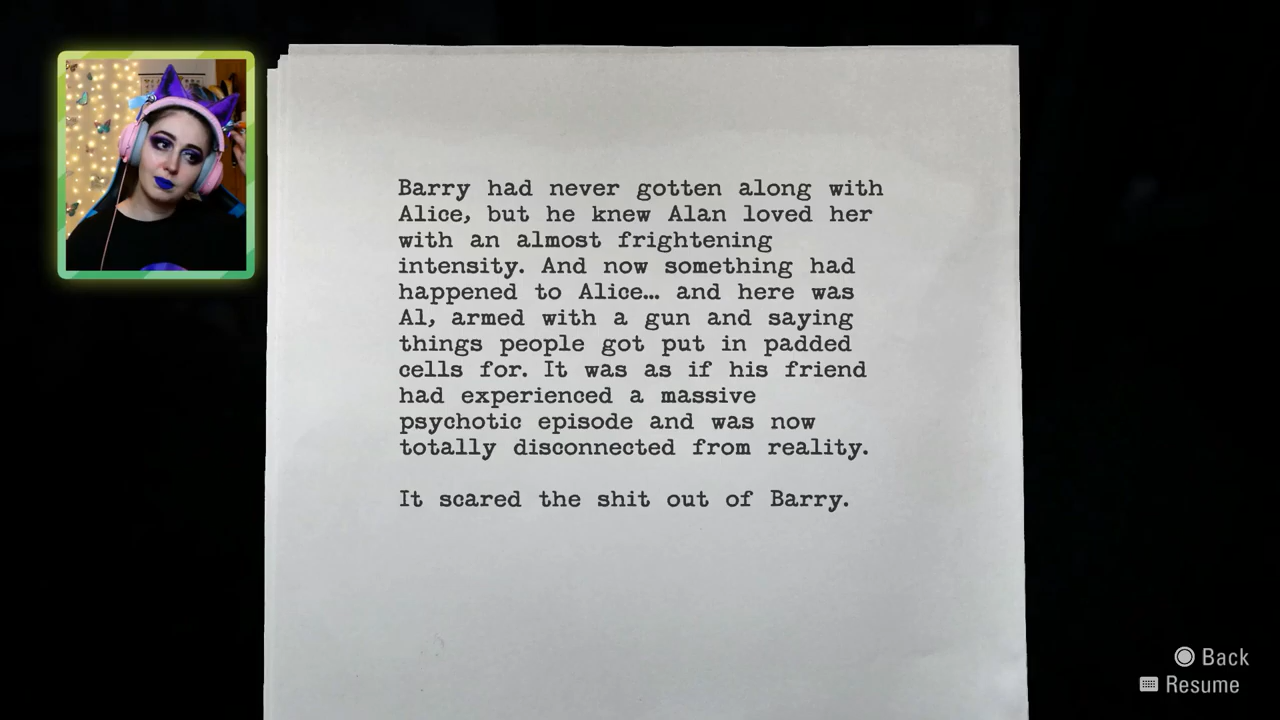 Barry had never gotten along with
Alice, but he knew Alan loved her
with an almost frightening
intensity. And now something had
happened to Alice... and here was
Al, armed with a gun and saying
things people got put in padded
cells for. It was as if his friend
had experienced a massive
psychotic episode and was now
totally disconnected from reality.
It scared the shit out of Barry.
Back
Resume